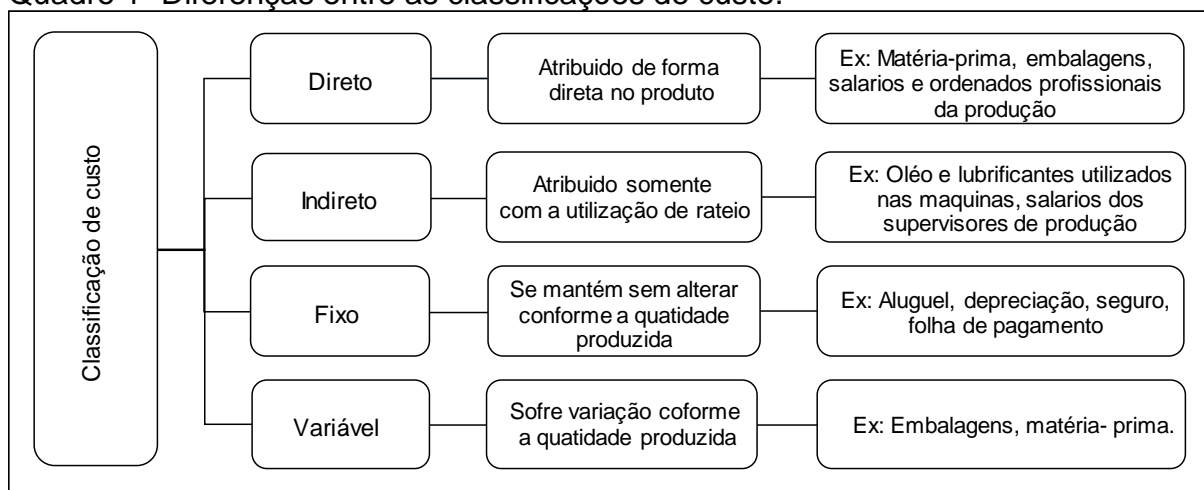 Quadro 1- Diferenças entre as classificações de custo.
Classificação de custo
Direto
Atribuido de forma
direta no produto
Ex: Matéria-prima, embalagens,
salarios e ordenados profissionais
da produção
Indireto
Atribuido somente
com a utilização de rateio
Ex: Oléo e lubrificantes utilizados
nas maquinas, salarios dos
supervisores de produção
Fixo
Se mantém sem alterar
conforme a quatidade
produzida
Ex: Aluguel, depreciação, seguro,
folha de pagamento
Variável
Sofre variação coforme
a quatidade produzida
Ex: Embalagens, matéria- prima.